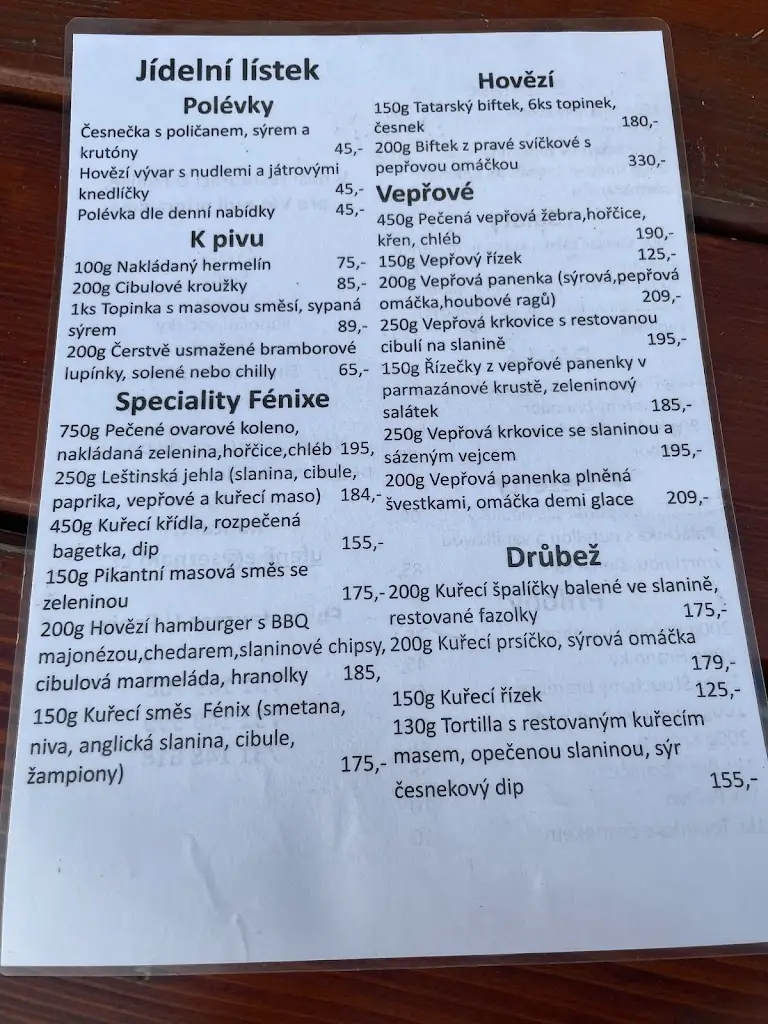 Jídelní lístek
Polévky
Česnečka s poličanem, sýrem a
krutóny 45,-
Hovězí vývar s nudlemi a játrovými
knedlíčky 45,-
Polévka dle denní nabídky 45,-
K pivu
100g Nakládaný hermelín 75,-
200g Cibulové kroužky 85,-
1ks Topinka s masovou směsí, sypaná
sýrem 89,-
200g Čerstvě usmažené bramborové
lupínky, solené nebo chilly 65,-
Speciality Fénixe
750g Pečené ovarové koleno,
nakládaná zelenina,hořčice,chléb 195,
250g Leštinská jehla (slanina, cibule,
paprika, vepřové a kuřecí maso) 184,-
450g Kuřecí křídla, rozpečená
bagetka, dip 155,-
150g Pikantní masová směs se
zeleninou 175,-
200g Hovězí hamburger s BBQ
majonézou,chedarem,slaninové chipsy,
cibulová marmeláda, hranolky 185,
150g Kuřecí směs Fénix (smetana,
niva, anglická slanina, cibule,
žampiony) 175,-
Hovězí
150g Tatarský biftek, 6ks topinek,
česnek 180,-
200g Biftek z pravé svíčkové s
pepřovou omáčkou 330,-
Vepřové
450g Pečená vepřová žebra,hořčice,
křen, chléb 190,-
150g Vepřový řízek 125,-
200g Vepřová panenka (sýrová,pepřová
omáčka,houbové ragů) 209,-
250g Vepřová krkovice s restovanou
cibulí na slanině 195,-
150g Řízečky z vepřové panenky v
parmazánové krustě, zeleninový
salátek 185,-
250g Vepřová krkovice se slaninou a
sázeným vejcem 195,-
200g Vepřová panenka plněná
švestkami, omáčka demi glace 209,-
Drůbež
200g Kuřecí špalíčky balené ve slanině,
restované fazolky 175,-
200g Kuřecí prsíčko, sýrová omáčka
179,-
150g Kuřecí řízek 125,-
130g Tortilla s restovaným kuřecím
masem, opečenou slaninou, sýr
česnekový dip 155,-